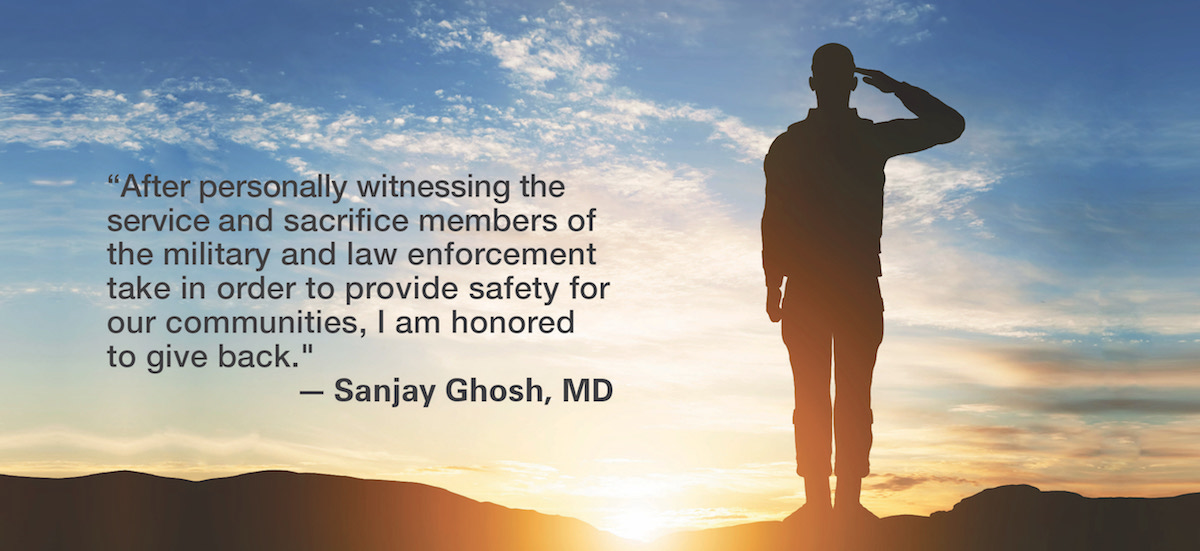 “After personally witnessing the
service and sacrifice members of
the military and law enforcement
take in order to provide safety for
our communities, I am honored
to give back."
— Sanjay Ghosh, MD